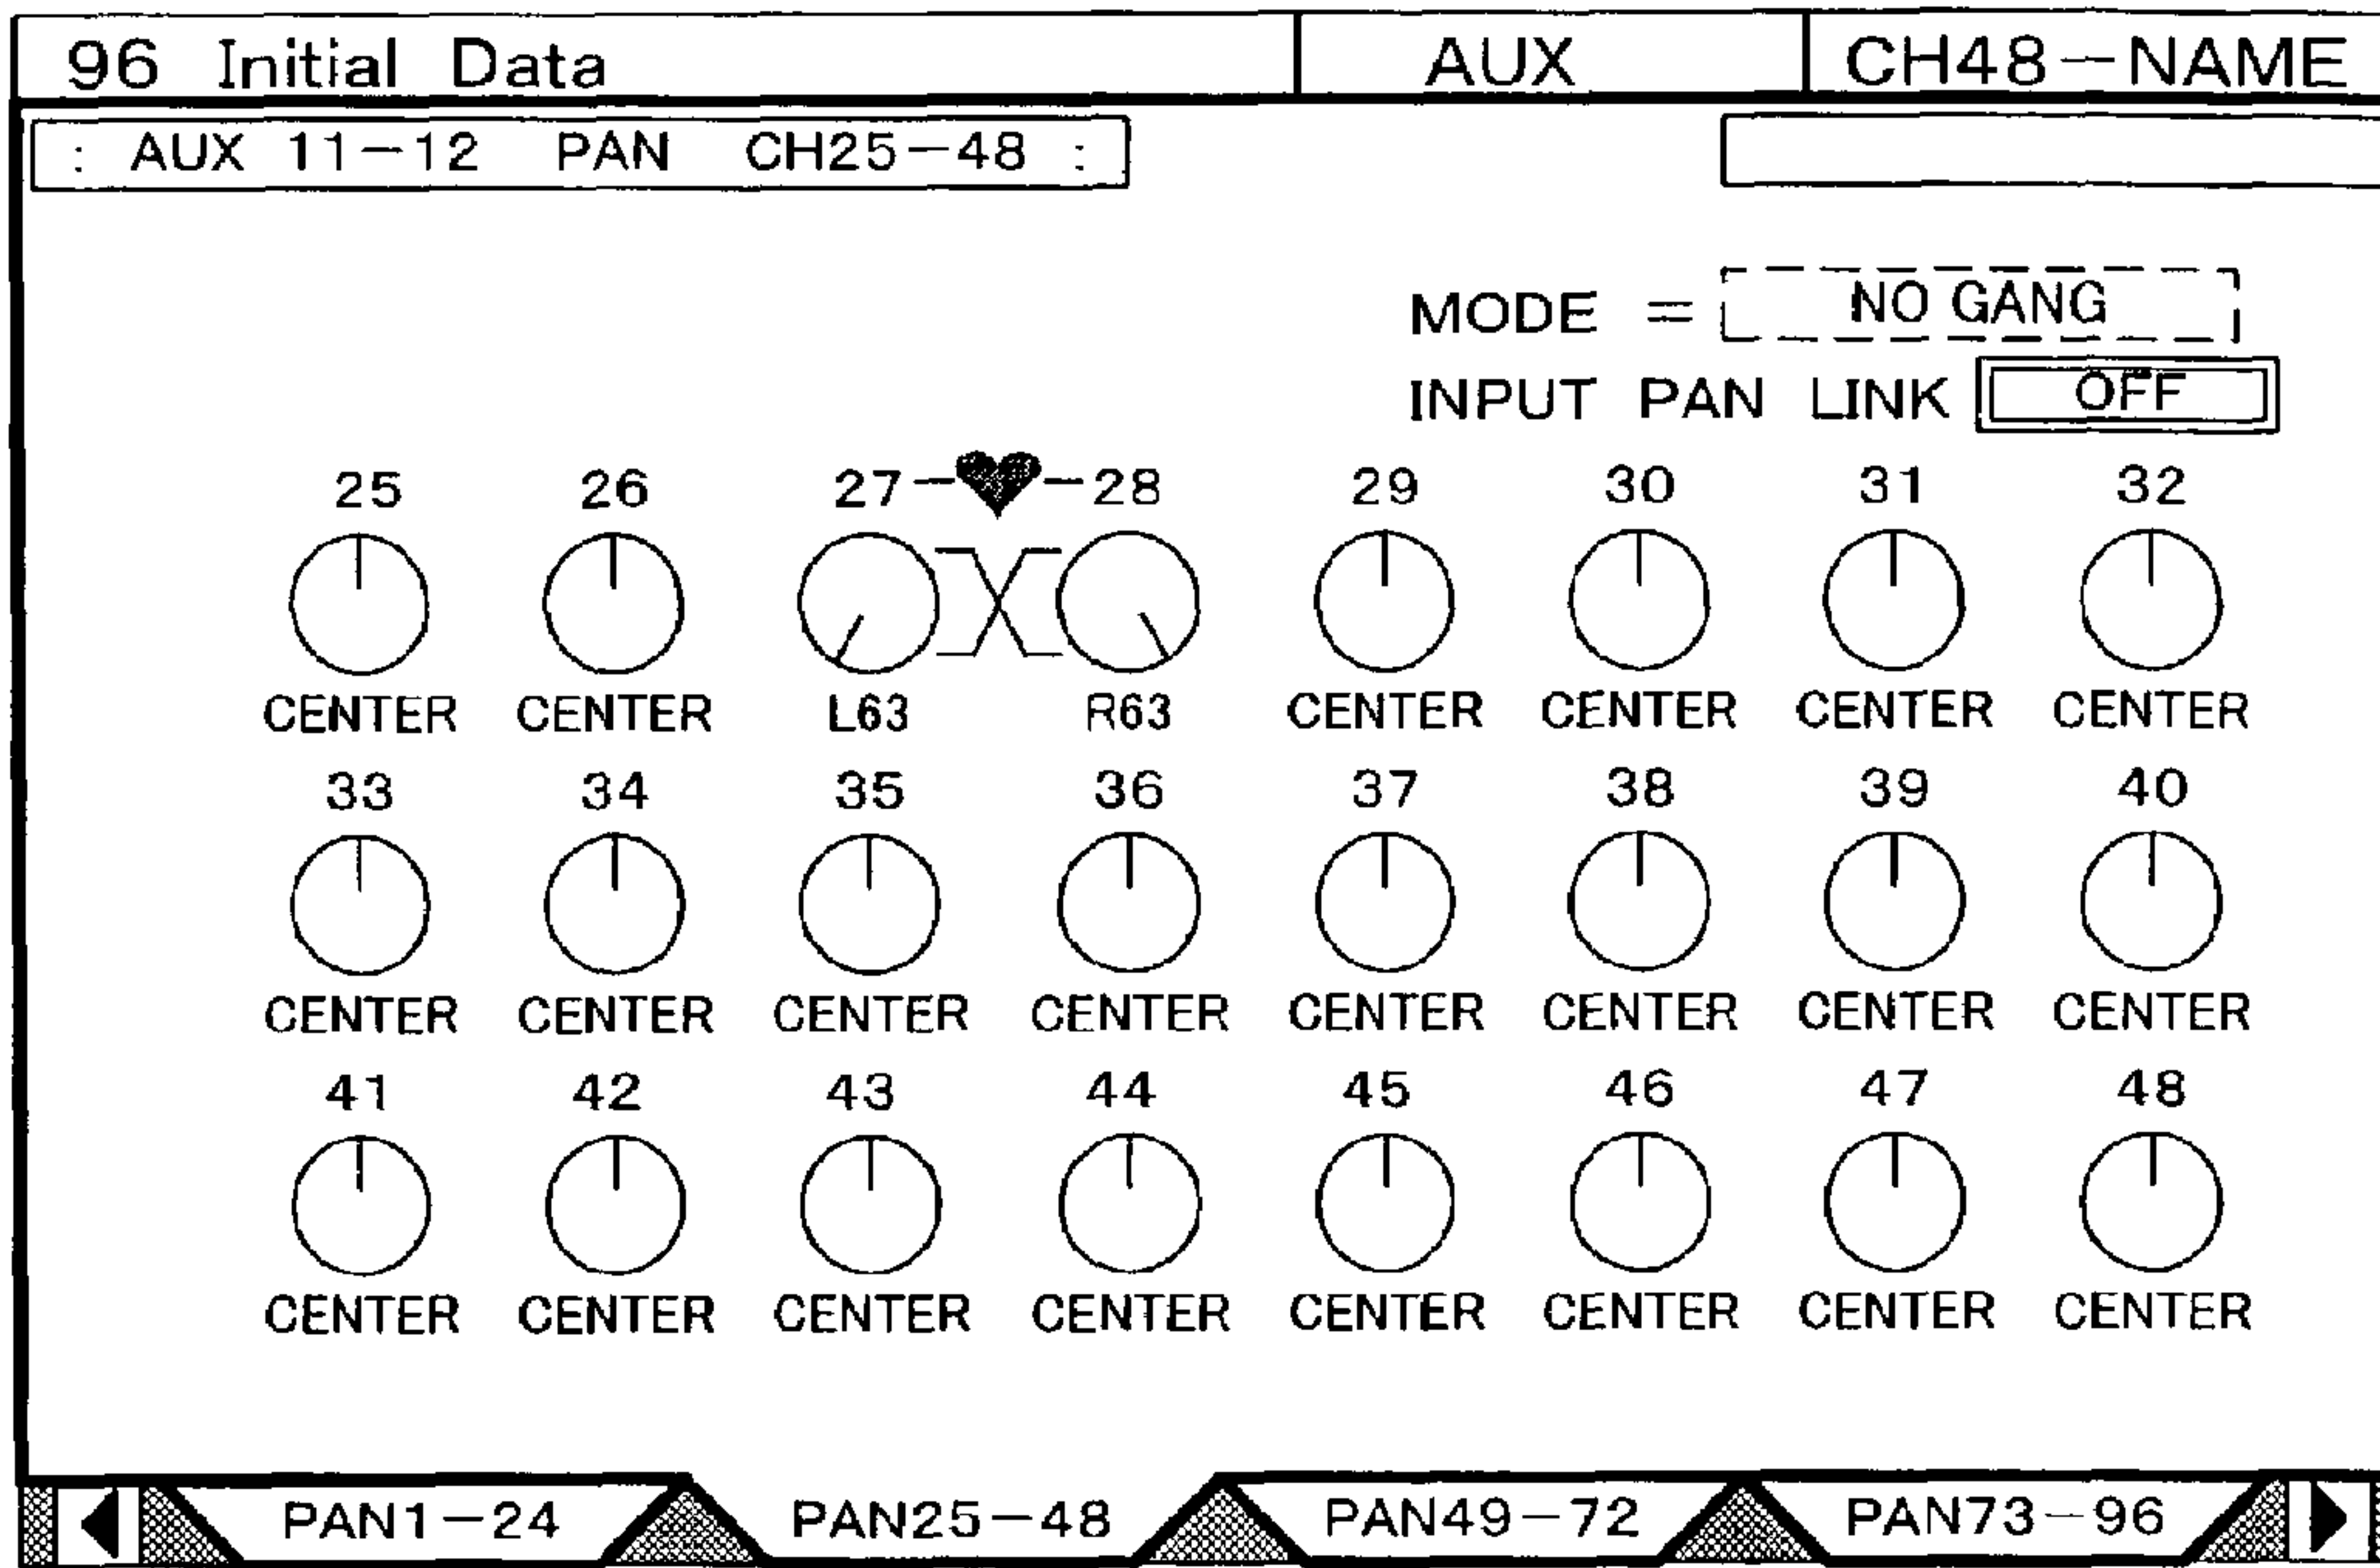 96 Initial Data AUX CH48-NAME
: AUX 11-12 PAN CH25-48 :
MODE = NO GANG
INPUT PAN LINK OFF
25 26 27-♥-28 29 30 31 32
CENTER CENTER L63 R63 CENTER CENTER CENTER CENTER
33 34 35 36 37 38 39 40
CENTER CENTER CENTER CENTER CENTER CENTER CENTER CENTER
41 42 43 44 45 46 47 48
CENTER CENTER CENTER CENTER CENTER CENTER CENTER CENTER
PAN1-24 PAN25-48 PAN49-72 PAN73-96